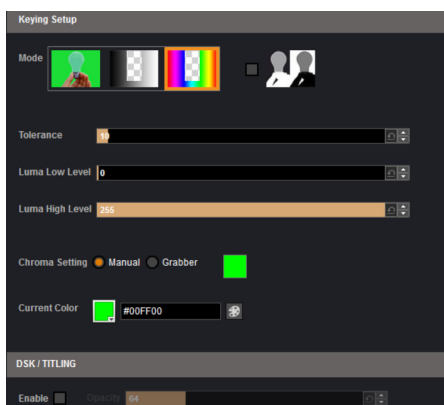 Keying Setup
Mode
Tolerance 10
Luma Low Level 0
Luma High Level 255
Chroma Setting Manual Grabber
Current Color #00FF00
DSK / TITLING
Enable Opacity 64